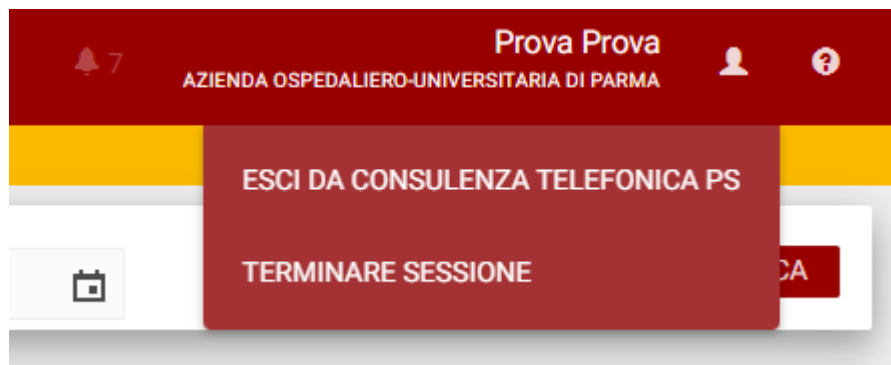 7
Prova Prova
AZIENDA OSPEDALIERO-UNIVERSITARIA DI PARMA
ESCI DA CONSULENZA TELEFONICA PS
TERMINARE SESSIONE
CA